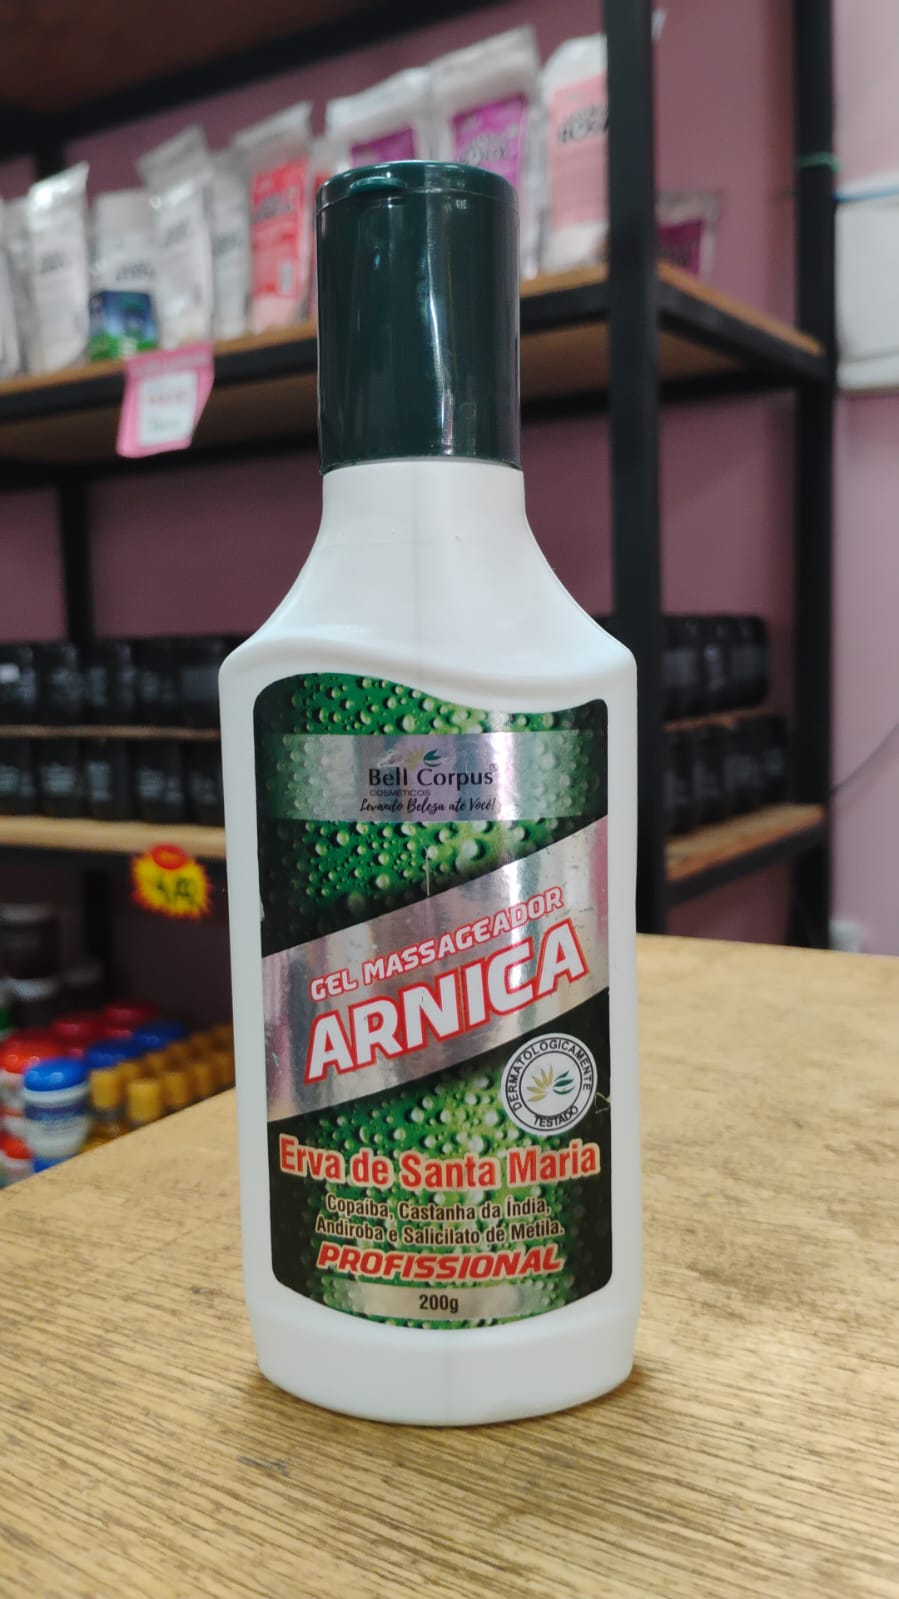 Bell Corpus®
COSMÉTICOS
Levando Beleza até Você!
GEL MASSAGEADOR
ARNICA
DERMATOLOGICAMENTE
TESTADO
Erva de Santa Maria
Copaíba, Castanha da Índia,
Andiroba e Salicilato de Metila.
PROFISSIONAL
200g